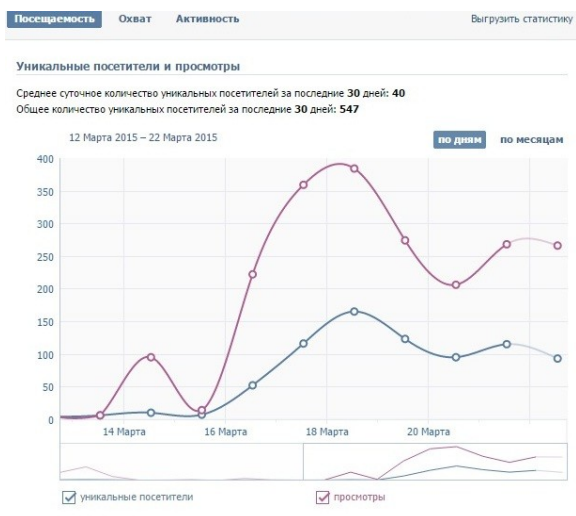 Посещаемость Охват Активность Выгрузить статистику
Уникальные посетители и просмотры
Среднее суточное количество уникальных посетителей за последние 30 дней: 40
Общее количество уникальных посетителей за последние 30 дней: 547
12 Марта 2015 – 22 Марта 2015 по дням по месяцам
400
350
300
250
200
150
100
50
0
14 Марта 16 Марта 18 Марта 20 Марта
уникальные посетители просмотры